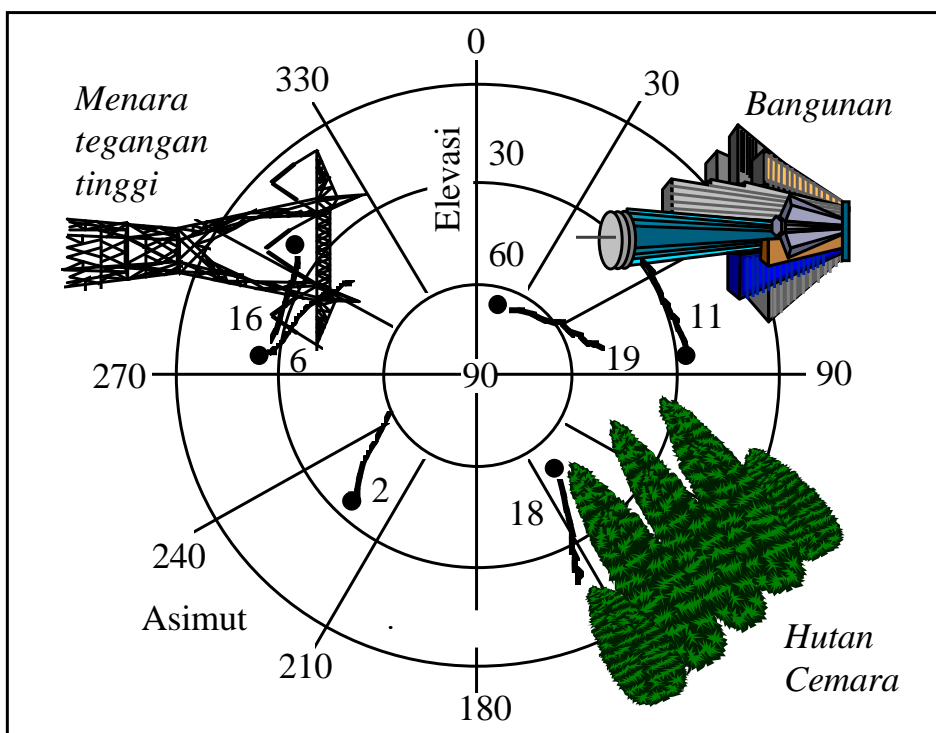 0
330
30
Menara
tegangan
tinggi
Bangunan
Elevasi
30
60
16
6
11
19
270
90
90
2
18
240
Asimut
210
180
Hutan
Cemara